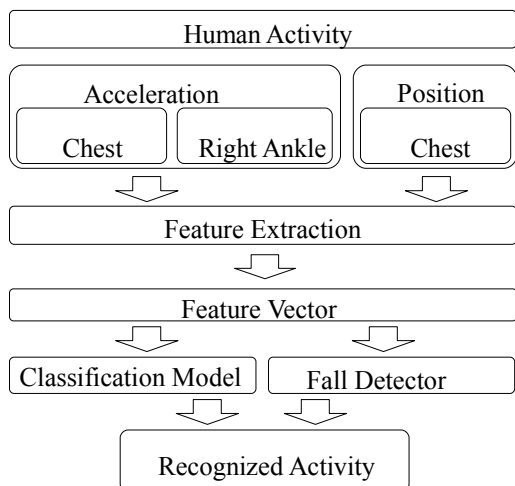 Human Activity
Acceleration
Position
Chest
Right Ankle
Chest
Feature Extraction
Feature Vector
Classification Model
Fall Detector
Recognized Activity